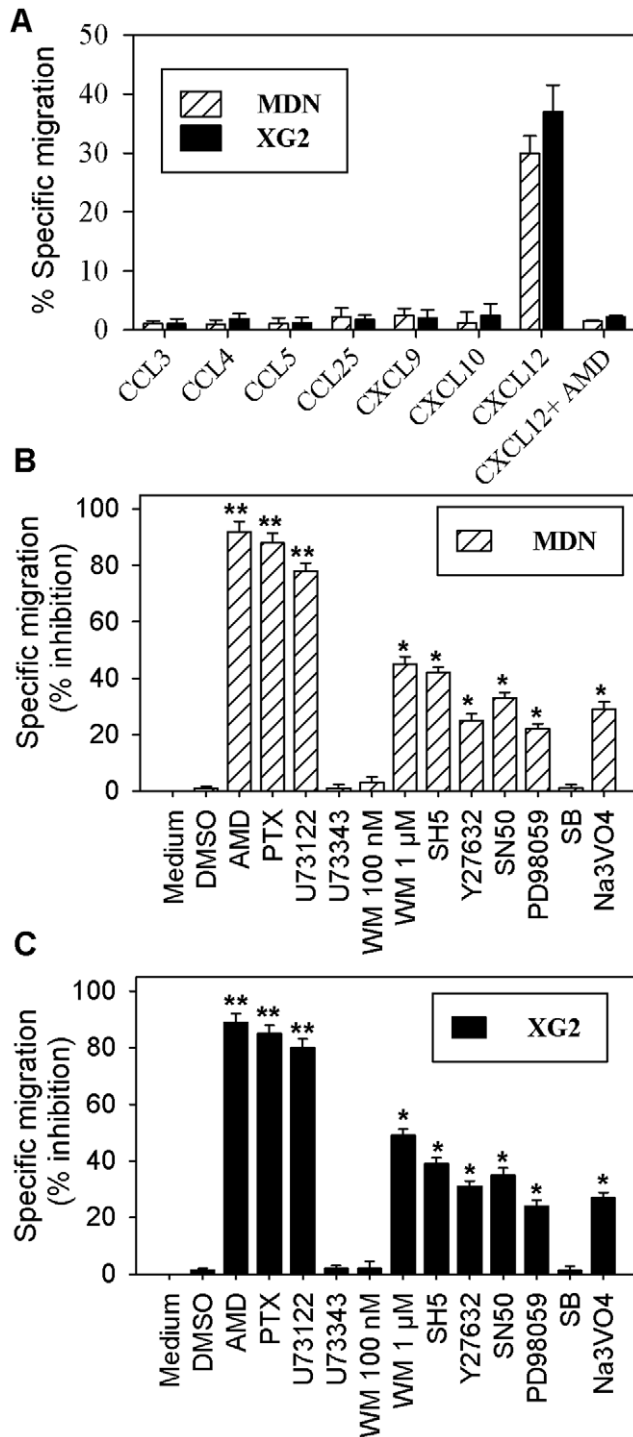 A
50
40
30
20
10
0
% Specific migration
MDN
XG2
CCL3
CCL4
CCL5
CCL25
CXCL9
CXCL10
CXCL12
CXCL12+ AMD
B
100
80
60
40
20
0
Specific migration
(% inhibition)
** ** ** * * * * * *
MDN
Medium
DMSO
AMD
PTX
U73122
U73343
WM 100 nM
WM 1 µM
SH5
Y27632
SN50
PD98059
SB
Na3VO4
C
100
80
60
40
20
0
Specific migration
(% inhibition)
** ** ** * * * * * *
XG2
Medium
DMSO
AMD
PTX
U73122
U73343
WM 100 nM
WM 1 µM
SH5
Y27632
SN50
PD98059
SB
Na3VO4